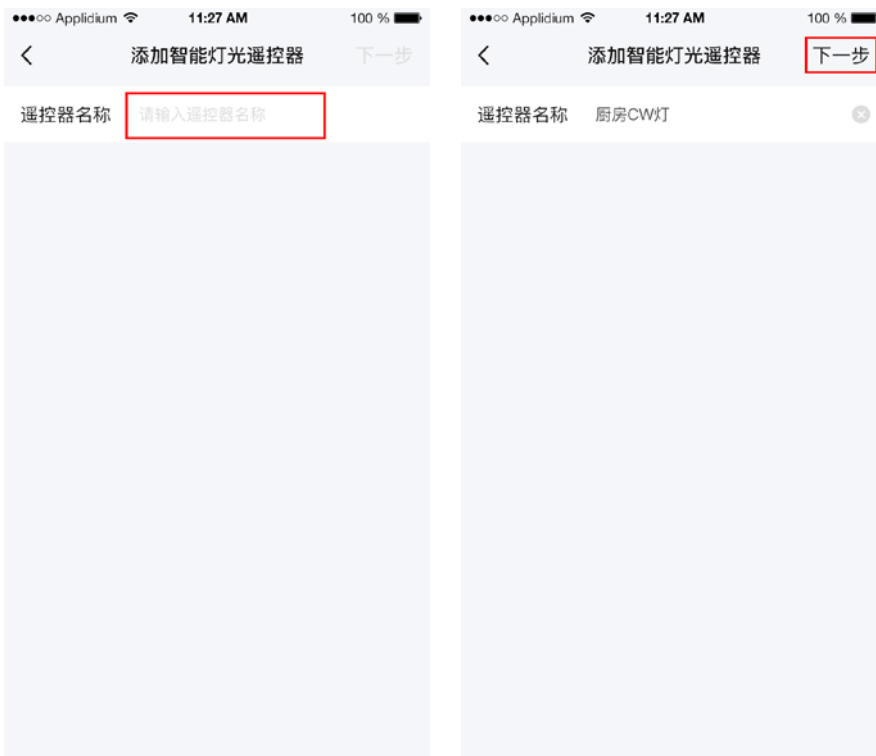 ●●●○○ Applidium 11:27 AM 100 %
添加智能灯光遥控器 下一步
遥控器名称 请输入遥控器名称
●●●○○ Applidium 11:27 AM 100 %
添加智能灯光遥控器 下一步
遥控器名称 厨房CW灯